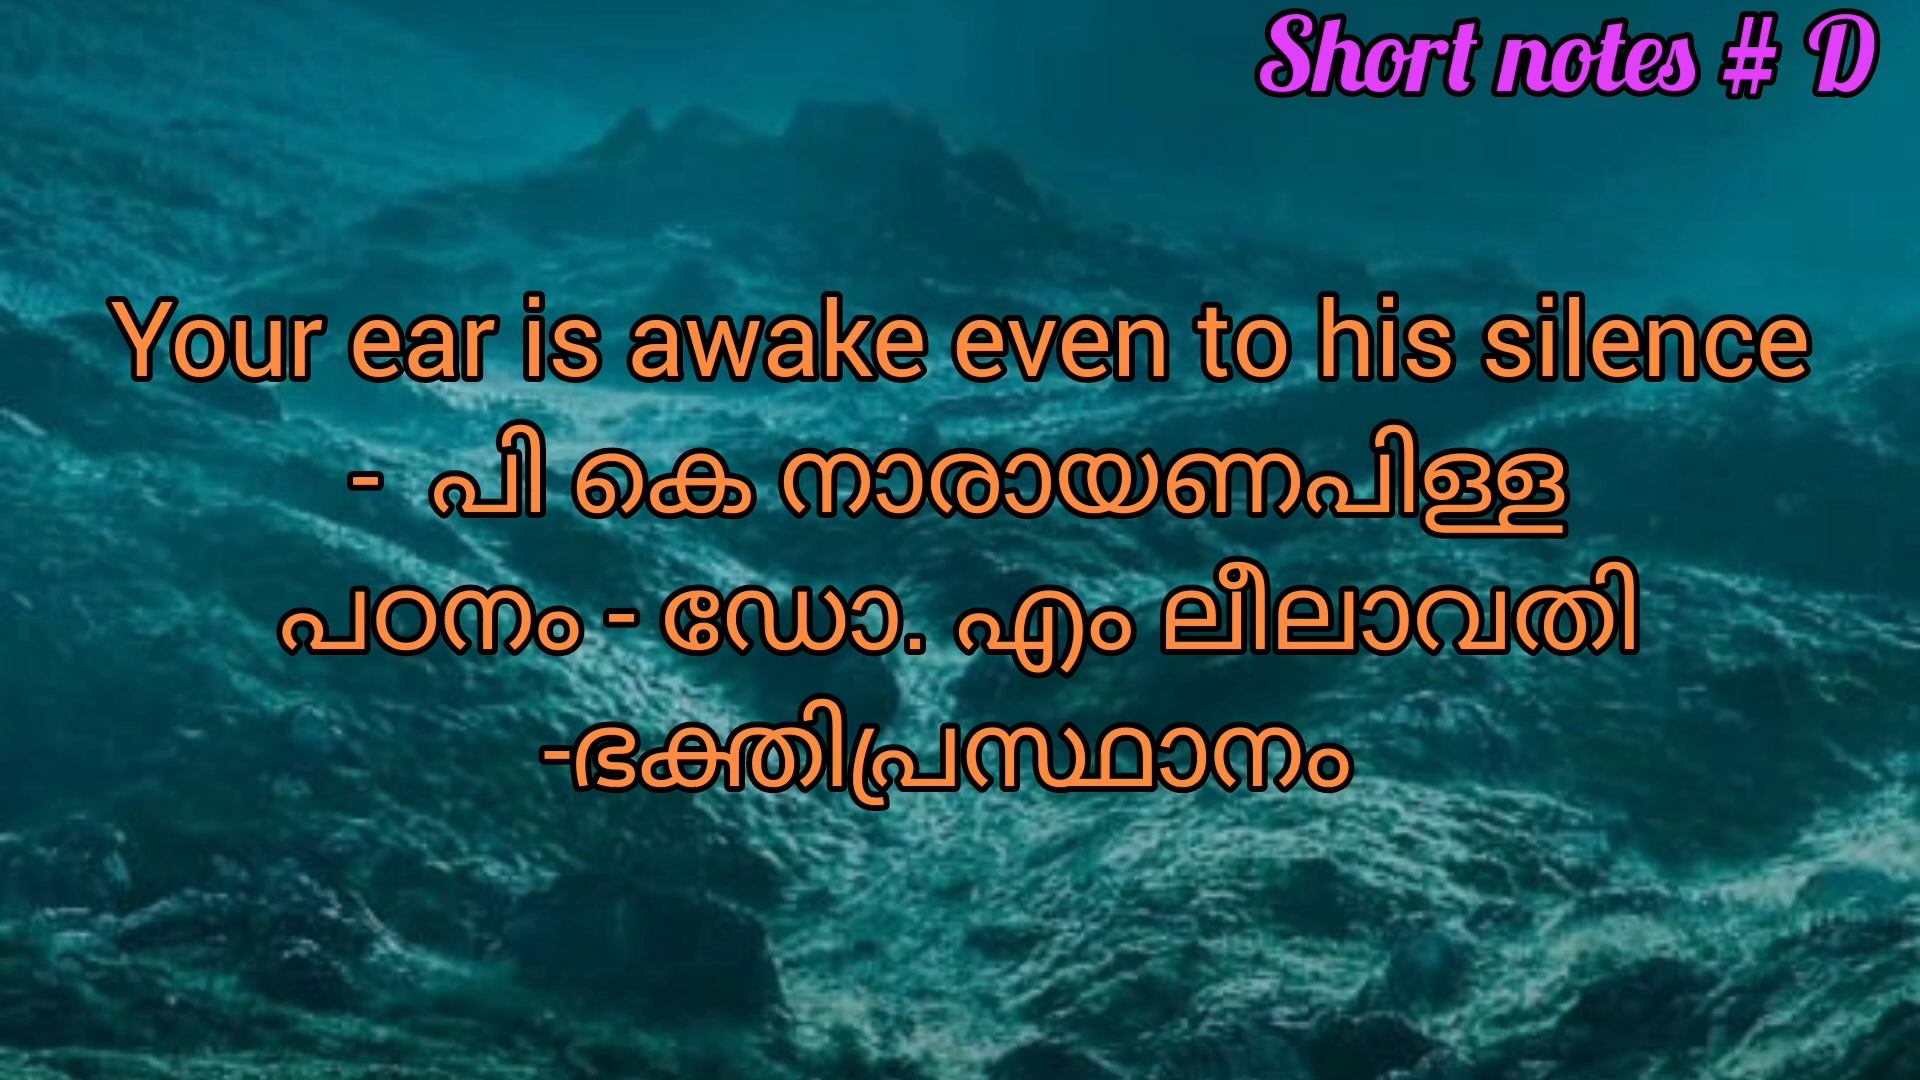 Short notes # D
Your ear is awake even to his silence
- പി കെ നാരായണപിള്ള
പഠനം - ഡോ. എം ലീലാവതി
-ഭക്തിപ്രസ്ഥാനം